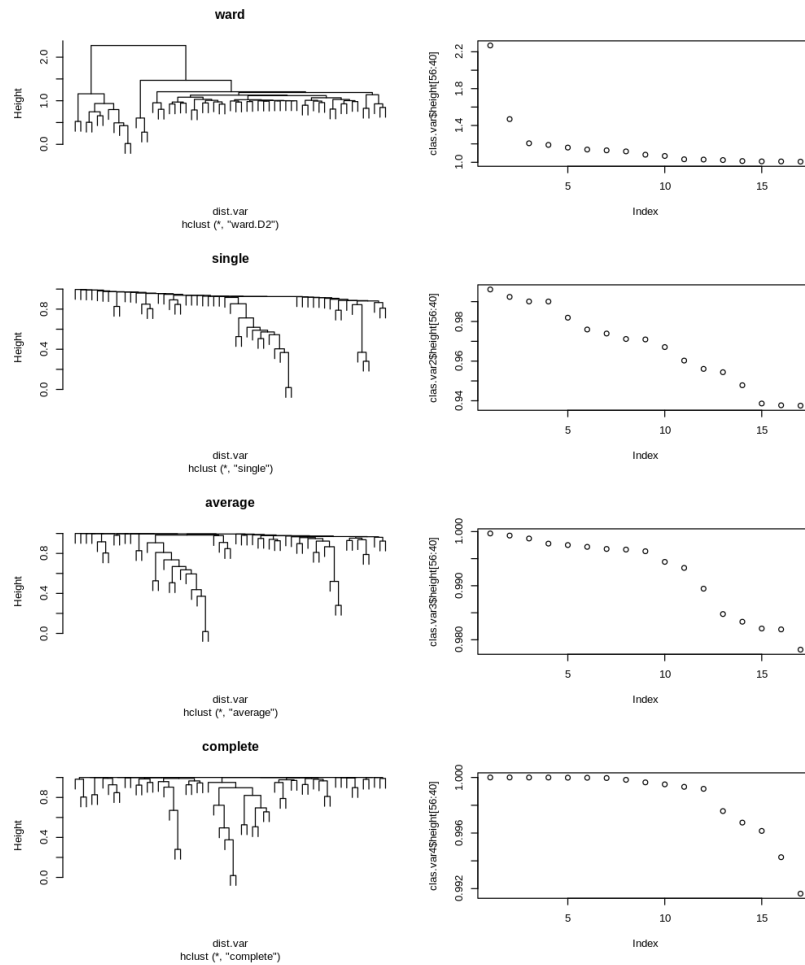 ward
Height
0.0 1.0 2.0
dist.var
hclust (*, "ward.D2")
clas.var$height[56:40]
1.0 1.4 1.8 2.2
5 10 15
Index
single
Height
0.0 0.4 0.8
dist.var
hclust (*, "single")
clas.var2$height[56:40]
0.94 0.96 0.98
5 10 15
Index
average
Height
0.0 0.4 0.8
dist.var
hclust (*, "average")
clas.var3$height[56:40]
0.980 0.990 1.000
5 10 15
Index
complete
Height
0.0 0.4 0.8
dist.var
hclust (*, "complete")
clas.var4$height[56:40]
0.992 0.996 1.000
5 10 15
Index